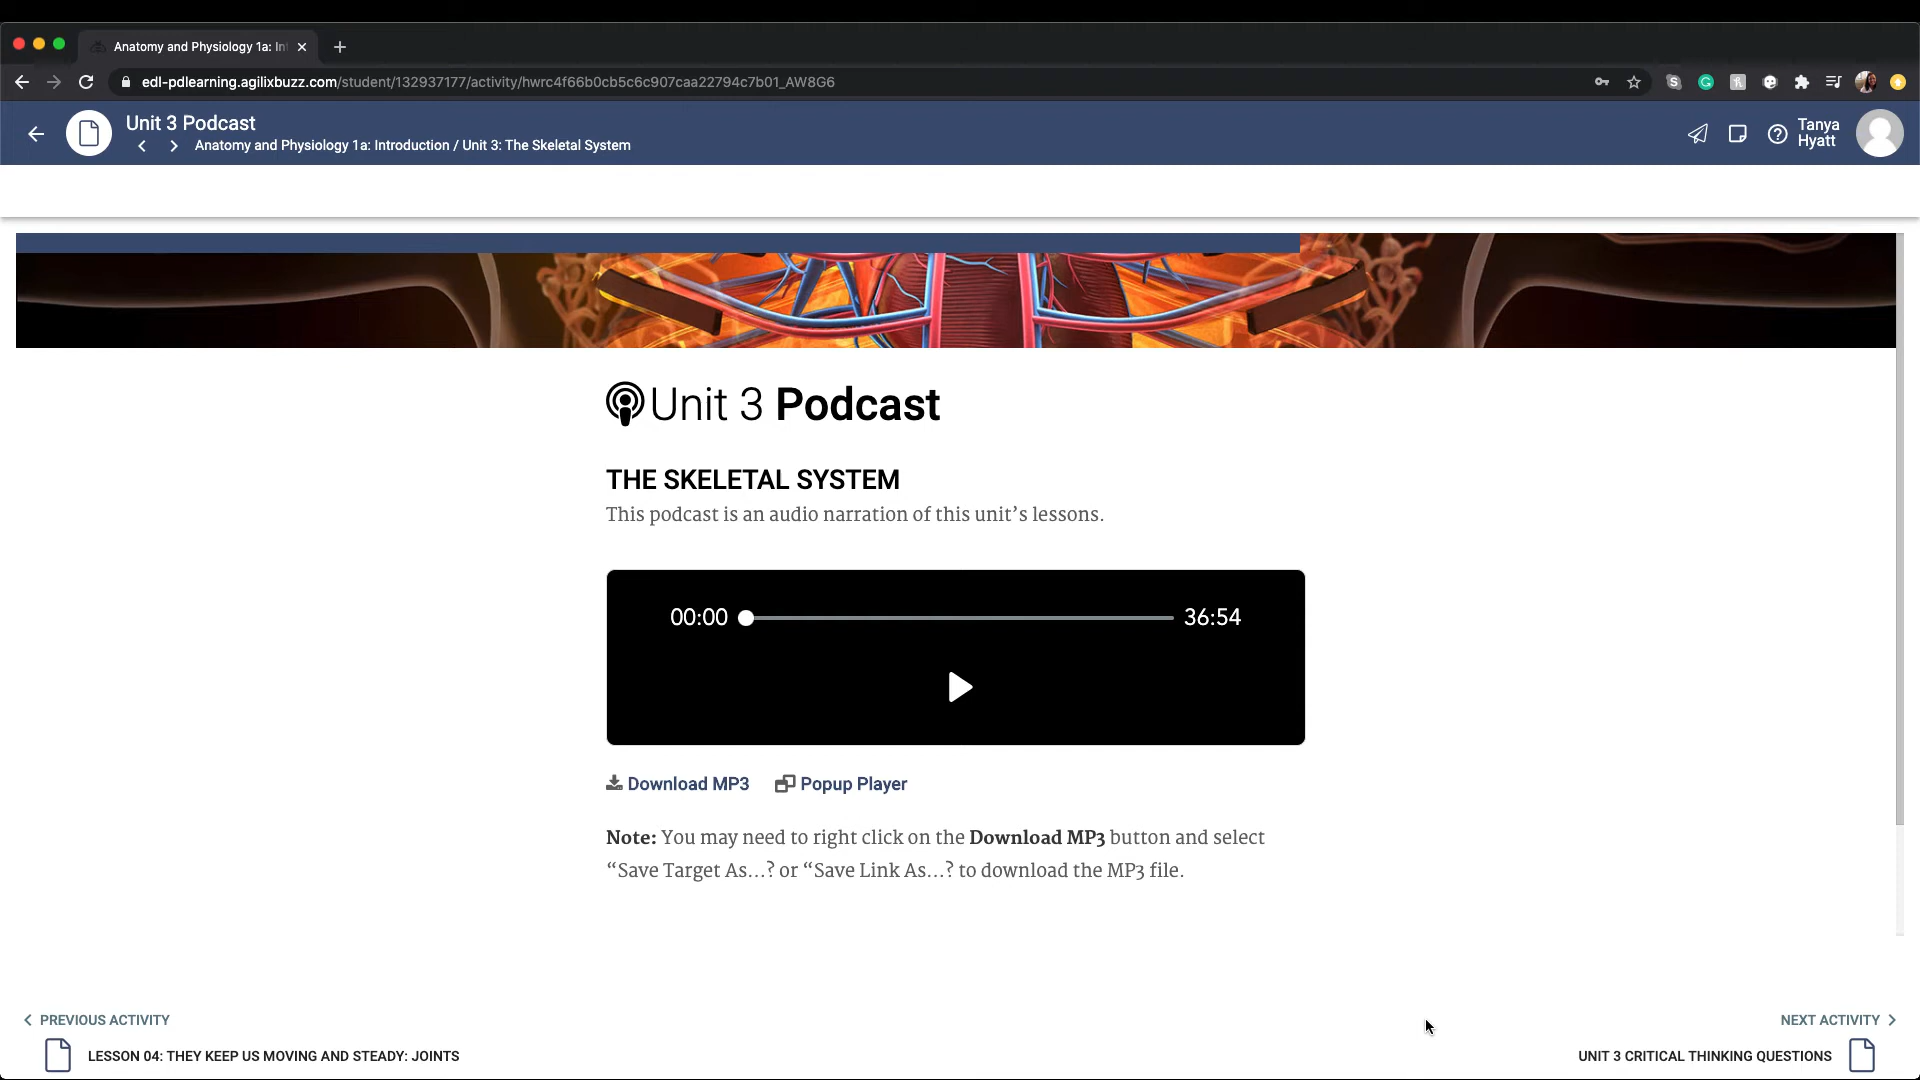 Anatomy and Physiology 1a: In
edl-pdlearning.agilixbuzz.com/student/132937177/activity/hwrc4f66b0cb5c6c907caa22794c7b01_AW8G6
Unit 3 Podcast
Anatomy and Physiology 1a: Introduction / Unit 3: The Skeletal System
Tanya
Hyatt
Unit 3 Podcast
THE SKELETAL SYSTEM
This podcast is an audio narration of this unit’s lessons.
00:00
36:54
Download MP3
Popup Player
Note: You may need to right click on the Download MP3 button and select
“Save Target As...? or “Save Link As...? to download the MP3 file.
PREVIOUS ACTIVITY
NEXT ACTIVITY
LESSON 04: THEY KEEP US MOVING AND STEADY: JOINTS
UNIT 3 CRITICAL THINKING QUESTIONS